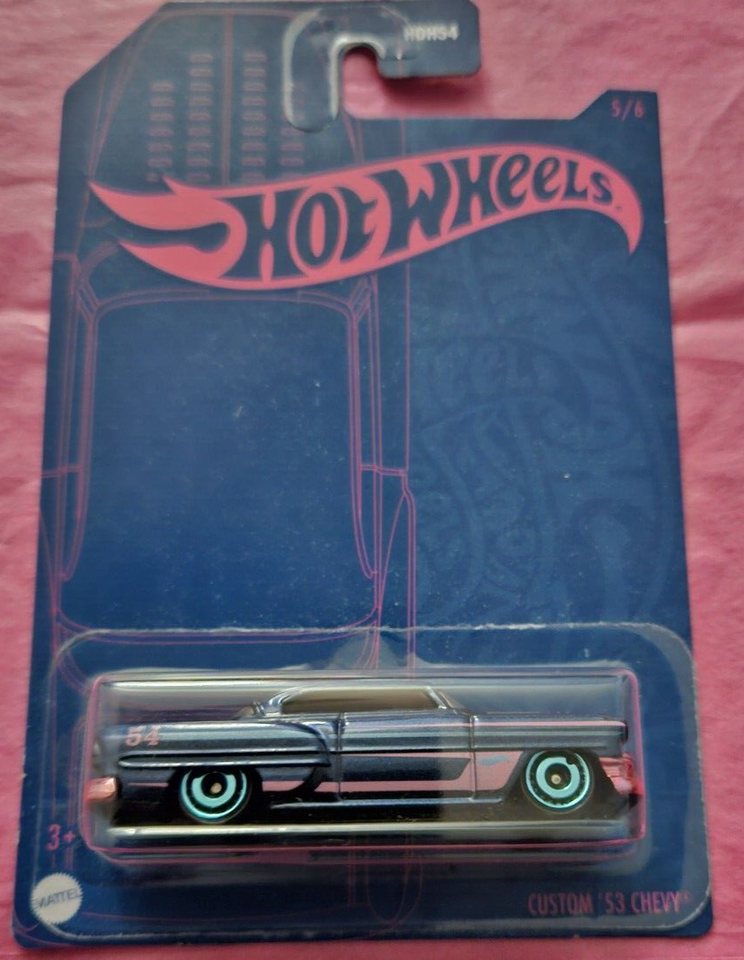 HDH54
5/6
HOT WHEELS
54
3+
MATTEL
CUSTOM '53 CHEVY®